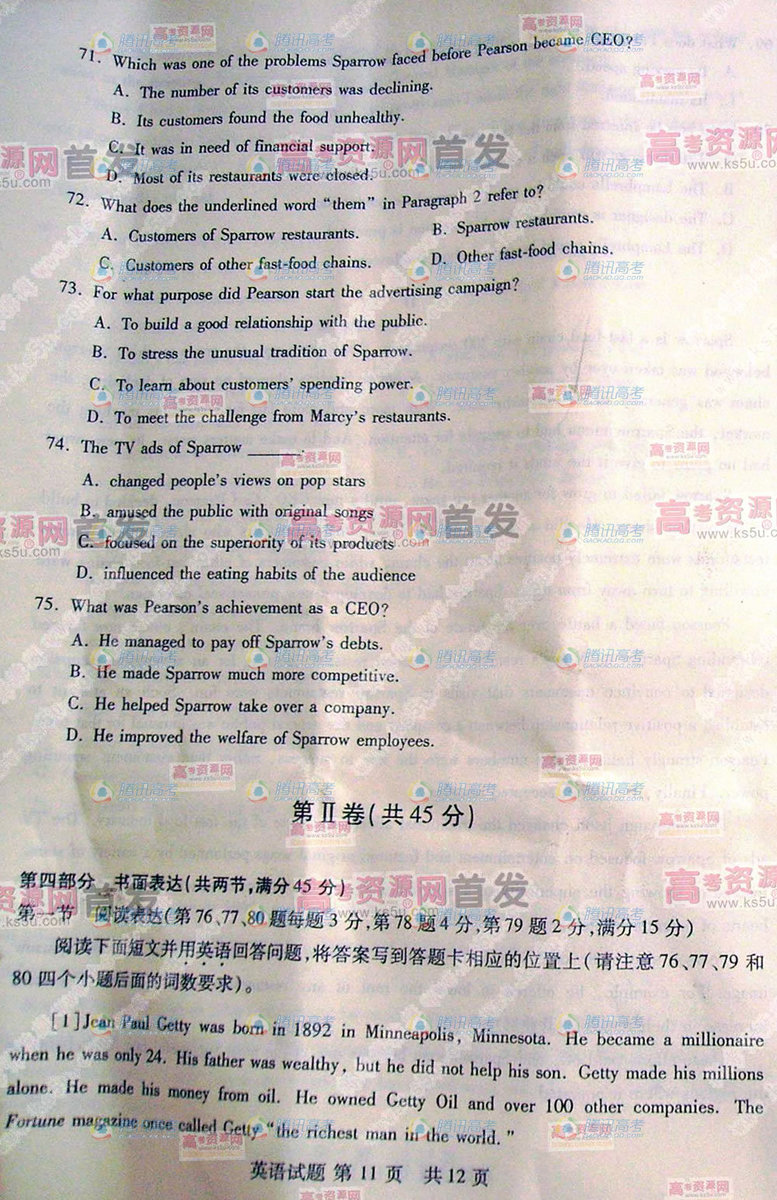 71. Which was one of the problems Sparrow faced before Pearson became CEO?
A. The number of its customers was declining.
B. Its customers found the food unhealthy.
C. It was in need of financial support.
D. Most of its restaurants were closed.
72. What does the underlined word “them” in Paragraph 2 refer to?
A. Customers of Sparrow restaurants. B. Sparrow restaurants.
C. Customers of other fast-food chains. D. Other fast-food chains.
73. For what purpose did Pearson start the advertising campaign?
A. To build a good relationship with the public.
B. To stress the unusual tradition of Sparrow.
C. To learn about customers’ spending power.
D. To meet the challenge from Marcy’s restaurants.
74. The TV ads of Sparrow ______.
A. changed people’s views on pop stars
B. amused the public with original songs
C. focused on the superiority of its products
D. influenced the eating habits of the audience
75. What was Pearson’s achievement as a CEO?
A. He managed to pay off Sparrow’s debts.
B. He made Sparrow much more competitive.
C. He helped Sparrow take over a company.
D. He improved the welfare of Sparrow employees.
第Ⅱ卷(共45分)
第四部分 书面表达(共两节,满分45分)
第一节 阅读表达(第76、77、80题每题3分,第78题4分,第79题2分,满分15分)
阅读下面短文并用英语回答问题,将答案写到答题卡相应的位置上(请注意76、77、79和
80四个小题后面的词数要求)。
[1]Jean Paul Getty was born in 1892 in Minneapolis, Minnesota. He became a millionaire
when he was only 24. His father was wealthy, but he did not help his son. Getty made his millions
alone. He made his money from oil. He owned Getty Oil and over 100 other companies. The
Fortune magazine once called Getty “the richest man in the world.”
英语试题 第11页 共12页
高考资源网首发
www.ks5u.com
腾讯高考
GAOKAO.QQ.COM